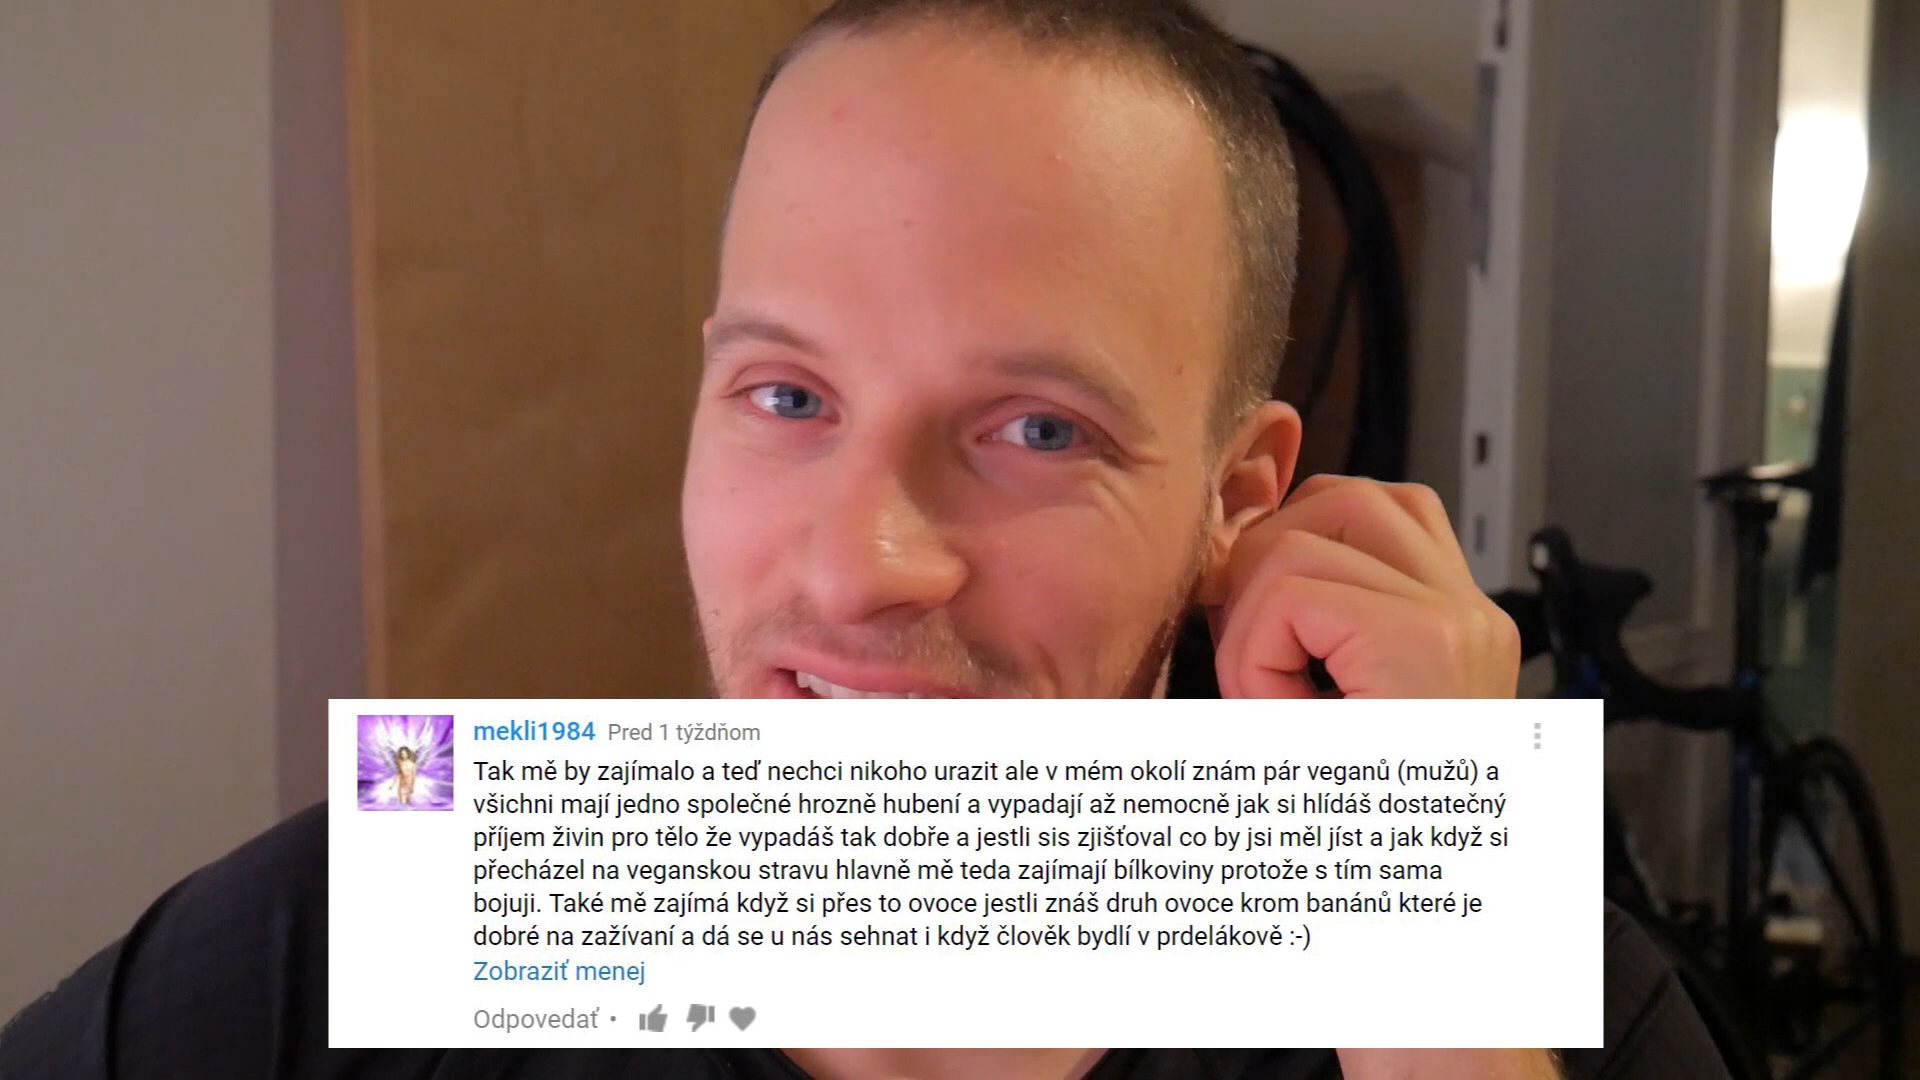 mekli1984 Pred 1 týždňom
Tak mě by zajímalo a teď nechci nikoho urazit ale v mém okolí znám pár veganů (mužů) a
všichni mají jedno společné hrozně hubení a vypadají až nemocně jak si hlídáš dostatečný
příjem živin pro tělo že vypadáš tak dobře a jestli sis zjišťoval co by jsi měl jíst a jak když si
přecházel na veganskou stravu hlavně mě teda zajímají bílkoviny protože s tím sama
bojuji. Také mě zajímá když si přes to ovoce jestli znáš druh ovoce krom banánů které je
dobré na zažívaní a dá se u nás sehnat i když člověk bydlí v prdelákově :-)
Zobraziť menej
Odpovedať •